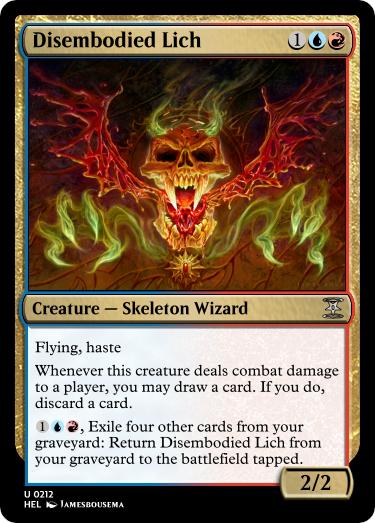 Disembodied Lich 1
Creature — Skeleton Wizard
Flying, haste
Whenever this creature deals combat damage
to a player, you may draw a card. If you do,
discard a card.
1, Exile four other cards from your
graveyard: Return Disembodied Lich from
your graveyard to the battlefield tapped.
2/2
U 0212
HEL JAMESBOUSEMA